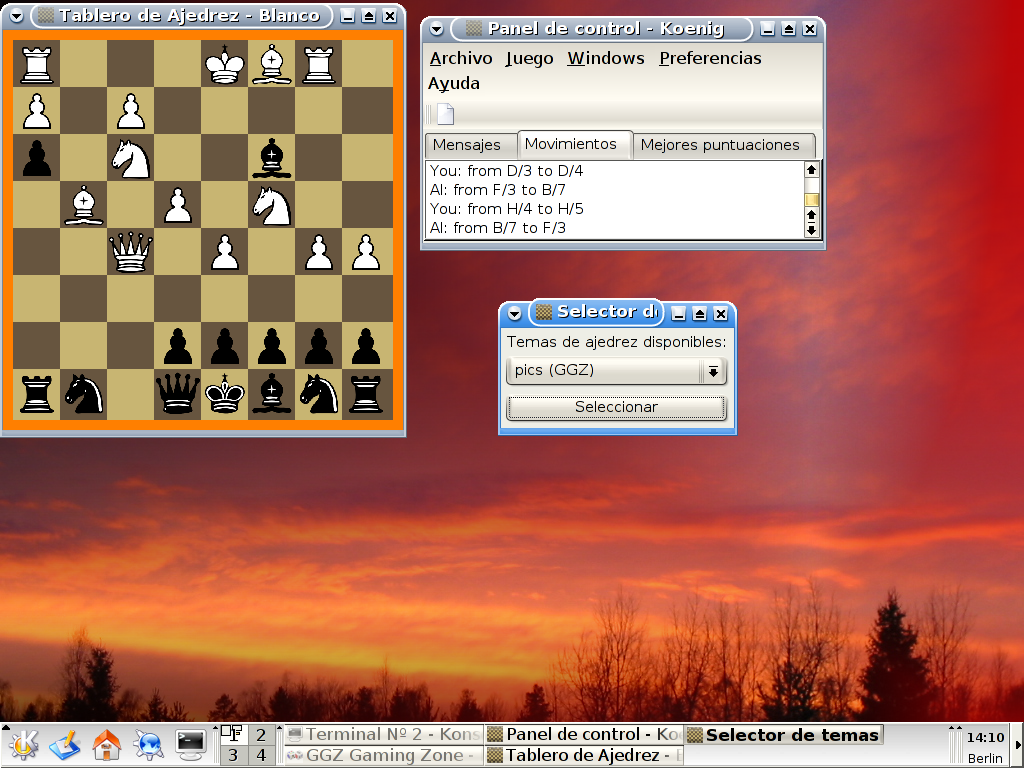 Tablero de Ajedrez - Blanco
Panel de control - Koenig
Archivo Juego Windows Preferencias
Ayuda
Mensajes Movimientos Mejores puntuaciones
You: from D/3 to D/4
AI: from F/3 to B/7
You: from H/4 to H/5
AI: from B/7 to F/3
Selector d
Temas de ajedrez disponibles:
pics (GGZ)
Seleccionar
2
3 4
Terminal Nº 2 - Kons
GGZ Gaming Zone -
Panel de control - Ko
Tablero de Ajedrez - B
Selector de temas
14:10
Berlin